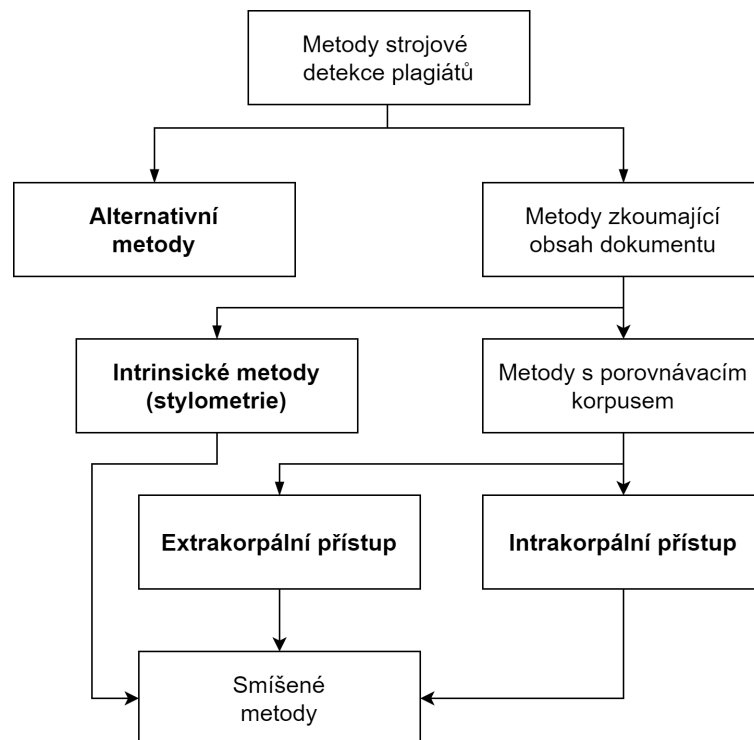 Metody strojové
detekce plagiátů
Alternativní
metody
Metody zkoumající
obsah dokumentu
Intrinsické metody
(stylometrie)
Metody s porovnávacím
korpusem
Extrakorpální přístup
Intrakorpální přístup
Smíšené
metody